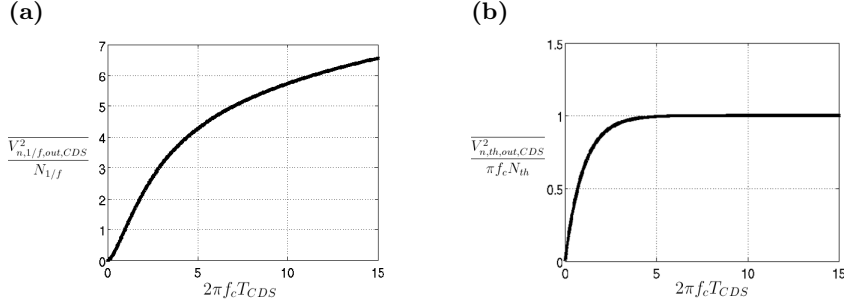 (a)
7
6
5
4
3
2
1
0
0 5 10 15
$\frac{\overline{V^2_{n,1/f,out,CDS}}}{N_{1/f}}$
$2\pi f_c T_{CDS}$
(b)
1.5
1
0.5
0
0 5 10 15
$\frac{\overline{V^2_{n,th,out,CDS}}}{\pi f_c N_{th}}$
$2\pi f_c T_{CDS}$